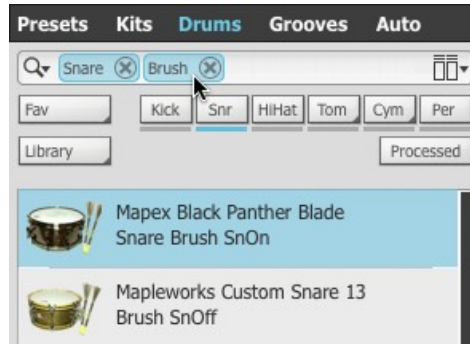 Presets Kits Drums Grooves Auto
Snare Brush
Fav Kick Snr HiHat Tom Cym Per
Library Processed
Mapex Black Panther Blade
Snare Brush SnOn
Mapleworks Custom Snare 13
Brush SnOff